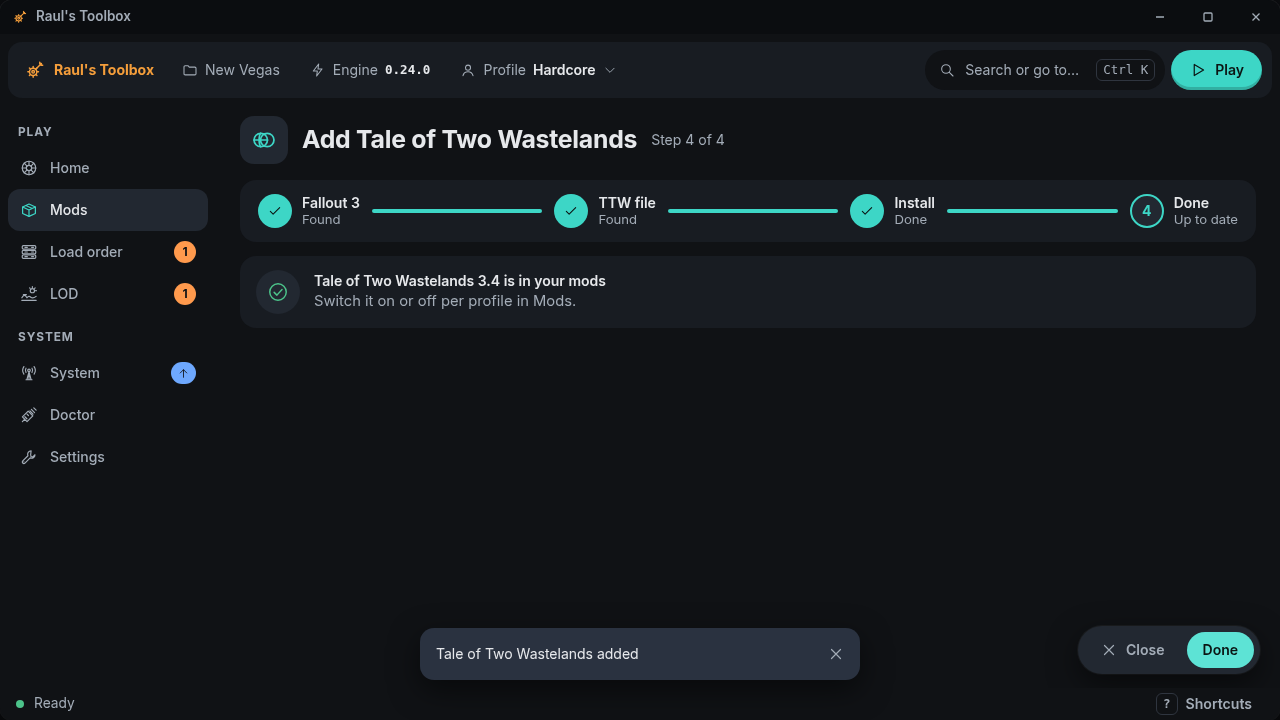 Raul's Toolbox
Raul's Toolbox
New Vegas
Engine 0.24.0
Profile Hardcore
Search or go to...
Ctrl K
Play
PLAY
Home
Mods
Load order
1
LOD
1
SYSTEM
System
Doctor
Settings
Add Tale of Two Wastelands
Step 4 of 4
Fallout 3
Found
TTW file
Found
Install
Done
4
Done
Up to date
Tale of Two Wastelands 3.4 is in your mods
Switch it on or off per profile in Mods.
Tale of Two Wastelands added
Close
Done
Ready
?
Shortcuts